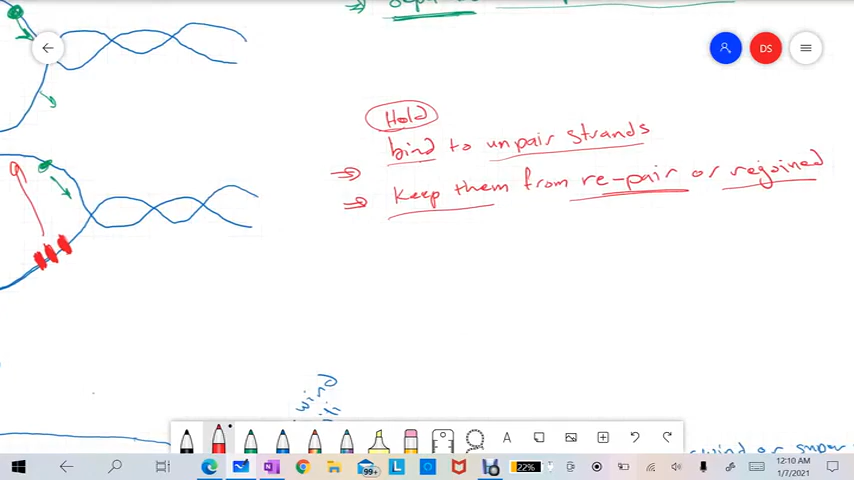 Hold
→ bind to unpair strands
→ Keep them from re-pair or rejoined
wind
DS
A
99+
L
22%
12:10 AM
1/7/2021